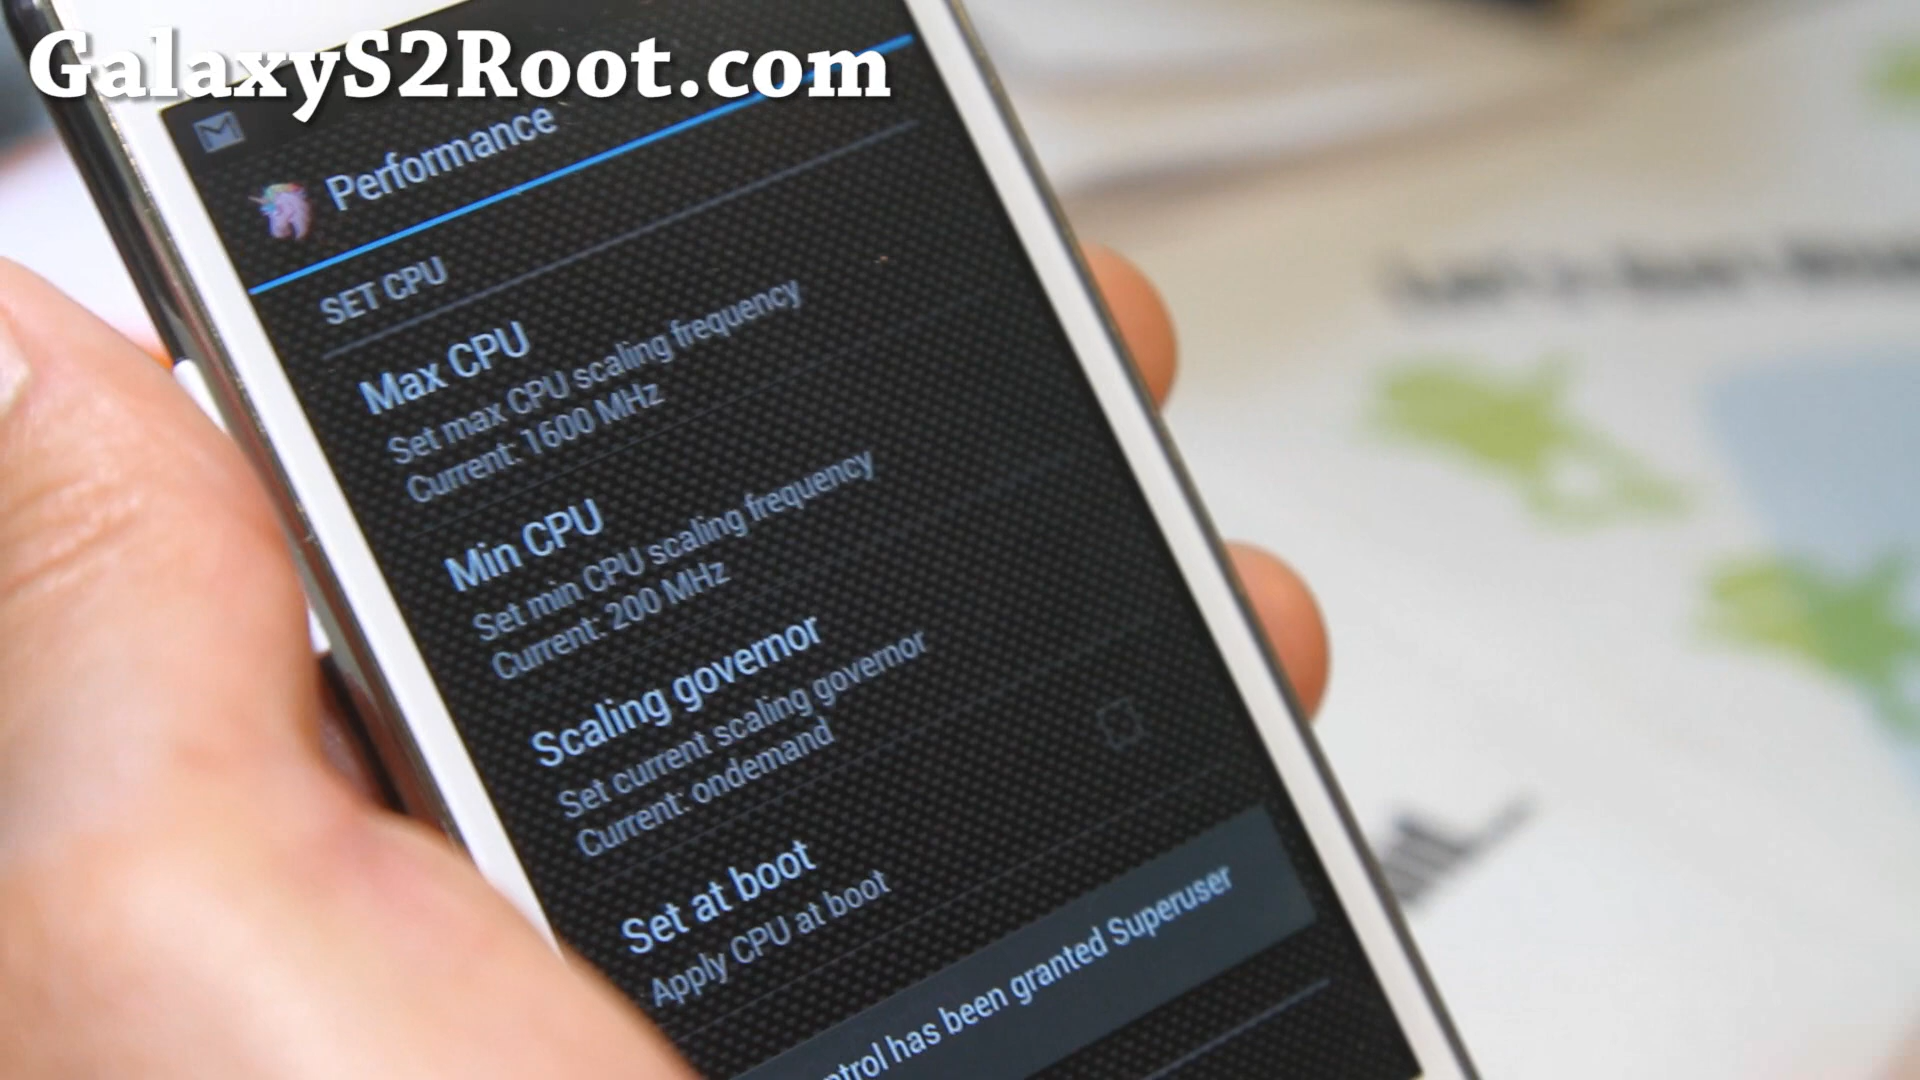 GalaxyS2Root.com
Performance
SET CPU
Max CPU
Set max CPU scaling frequency
Current: 1600 MHz
Min CPU
Set min CPU scaling frequency
Current: 200 MHz
Scaling governor
Set current scaling governor
Current: ondemand
Set at boot
Apply CPU at boot
has been granted Superuser